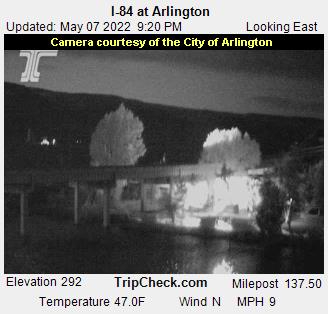 I-84 at Arlington
Updated: May 07 2022 9:20 PM Looking East
Camera courtesy of the City of Arlington
Elevation 292 TripCheck.com Milepost 137.50
Temperature 47.0F Wind N MPH 9